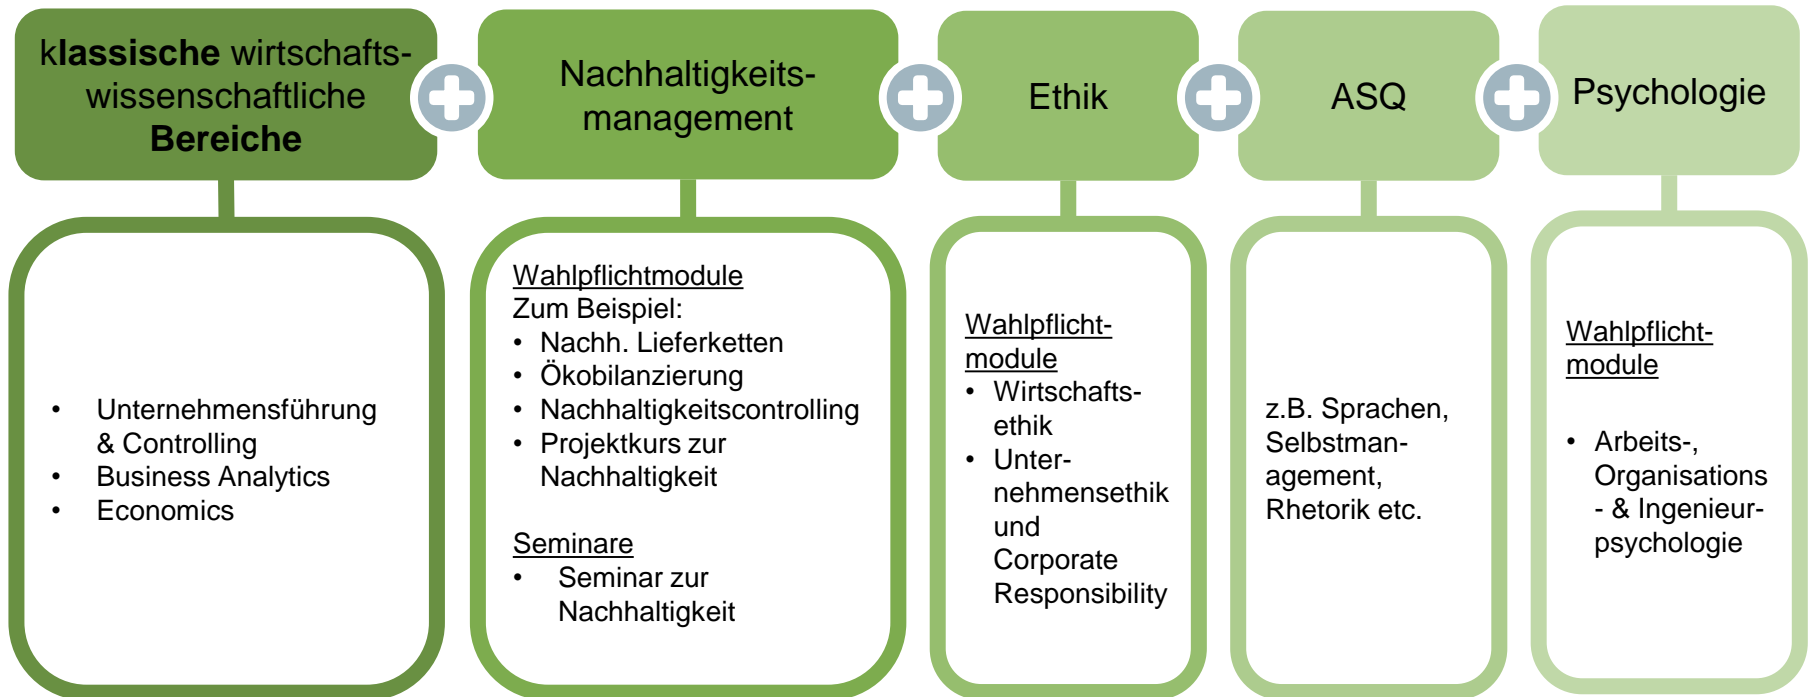 klassische wirtschafts-
wissenschaftliche
Bereiche
Nachhaltigkeits-
management
Ethik
ASQ
Psychologie
• Unternehmensführung
& Controlling
• Business Analytics
• Economics
Wahlpflichtmodule
Zum Beispiel:
• Nachh. Lieferketten
• Ökobilanzierung
• Nachhaltigkeitscontrolling
• Projektkurs zur
Nachhaltigkeit
Seminare
• Seminar zur
Nachhaltigkeit
Wahlpflicht-
module
• Wirtschafts-
ethik
• Unter-
nehmensethik
und
Corporate
Responsibility
z.B. Sprachen,
Selbstman-
agement,
Rhetorik etc.
Wahlpflicht-
module
• Arbeits-,
Organisations
- & Ingenieur-
psychologie